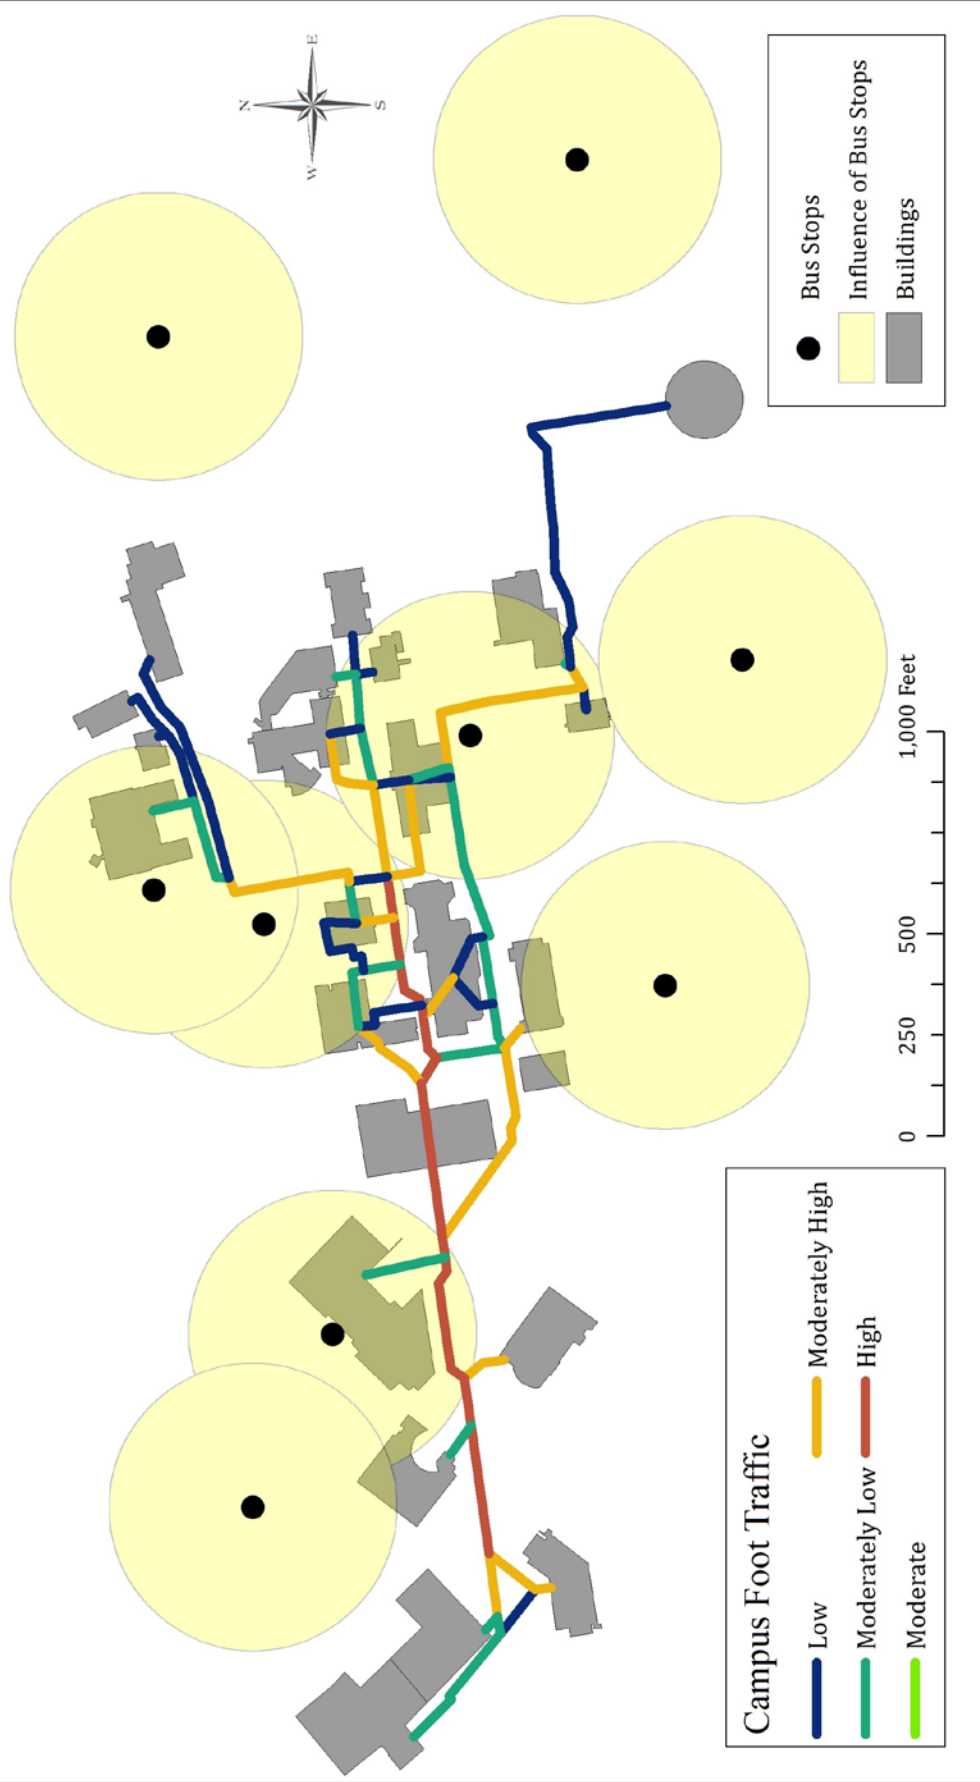 N
W E
S
Campus Foot Traffic
Low
Moderately High
Moderately Low
High
Moderate
0 250 500 1,000 Feet
Bus Stops
Influence of Bus Stops
Buildings